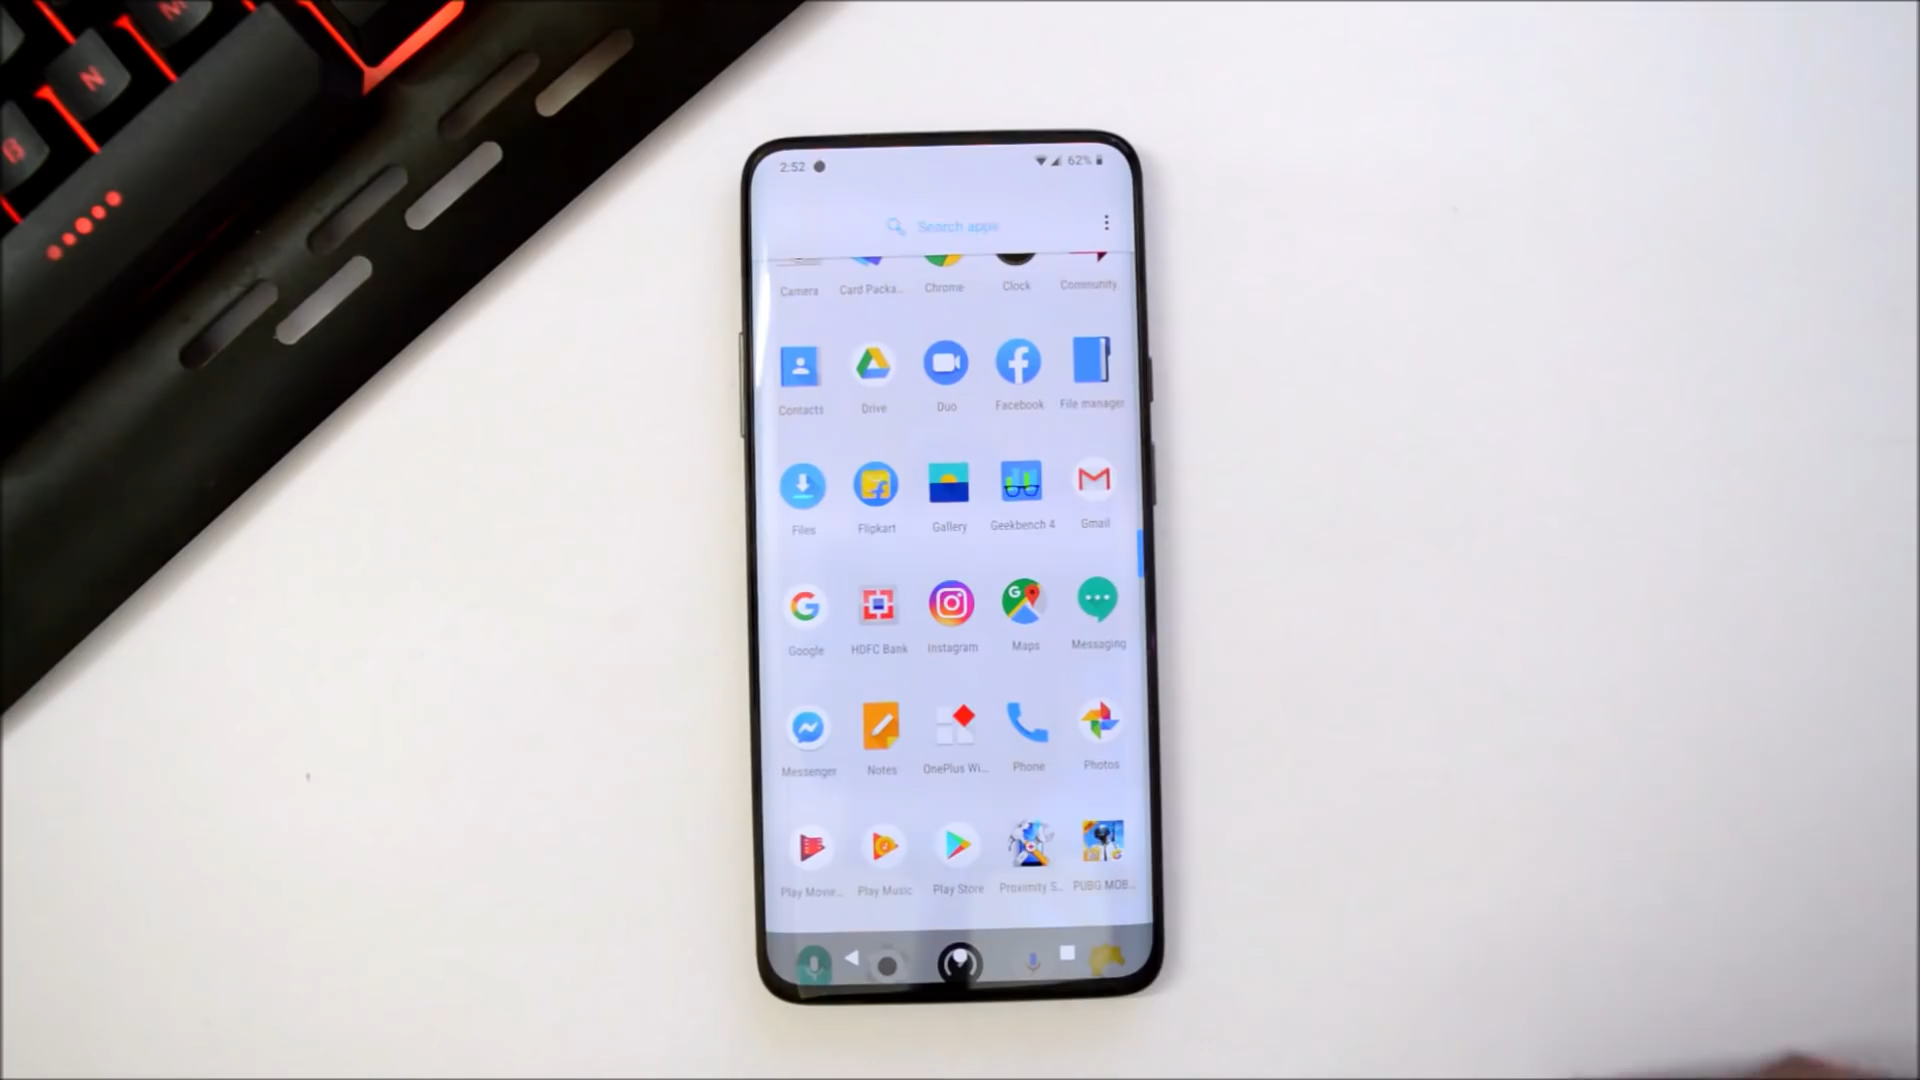 M
N
B
2:52 62%
Search apps
Camera Card Packa... Chrome Clock Community
Contacts Drive Duo Facebook File manager
Files Flipkart Gallery Geekbench 4 Gmail
Google HDFC Bank Instagram Maps Messaging
Messenger Notes OnePlus Wi... Phone Photos
Play Movie... Play Music Play Store Proximity S... PUBG MOB...